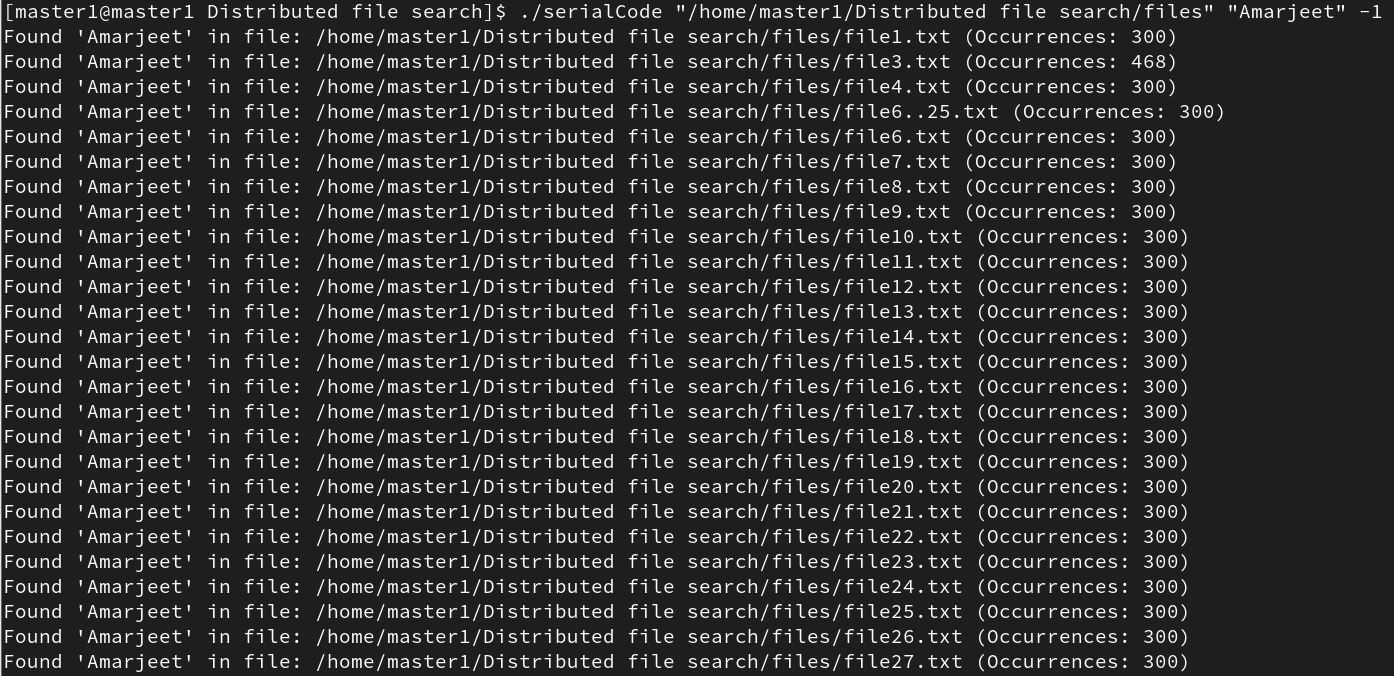 [master1@master1 Distributed file search]$ ./serialCode "/home/master1/Distributed file search/files" "Amarjeet" -1
Found 'Amarjeet' in file: /home/master1/Distributed file search/files/file1.txt (Occurrences: 300)
Found 'Amarjeet' in file: /home/master1/Distributed file search/files/file3.txt (Occurrences: 468)
Found 'Amarjeet' in file: /home/master1/Distributed file search/files/file4.txt (Occurrences: 300)
Found 'Amarjeet' in file: /home/master1/Distributed file search/files/file6..25.txt (Occurrences: 300)
Found 'Amarjeet' in file: /home/master1/Distributed file search/files/file6.txt (Occurrences: 300)
Found 'Amarjeet' in file: /home/master1/Distributed file search/files/file7.txt (Occurrences: 300)
Found 'Amarjeet' in file: /home/master1/Distributed file search/files/file8.txt (Occurrences: 300)
Found 'Amarjeet' in file: /home/master1/Distributed file search/files/file9.txt (Occurrences: 300)
Found 'Amarjeet' in file: /home/master1/Distributed file search/files/file10.txt (Occurrences: 300)
Found 'Amarjeet' in file: /home/master1/Distributed file search/files/file11.txt (Occurrences: 300)
Found 'Amarjeet' in file: /home/master1/Distributed file search/files/file12.txt (Occurrences: 300)
Found 'Amarjeet' in file: /home/master1/Distributed file search/files/file13.txt (Occurrences: 300)
Found 'Amarjeet' in file: /home/master1/Distributed file search/files/file14.txt (Occurrences: 300)
Found 'Amarjeet' in file: /home/master1/Distributed file search/files/file15.txt (Occurrences: 300)
Found 'Amarjeet' in file: /home/master1/Distributed file search/files/file16.txt (Occurrences: 300)
Found 'Amarjeet' in file: /home/master1/Distributed file search/files/file17.txt (Occurrences: 300)
Found 'Amarjeet' in file: /home/master1/Distributed file search/files/file18.txt (Occurrences: 300)
Found 'Amarjeet' in file: /home/master1/Distributed file search/files/file19.txt (Occurrences: 300)
Found 'Amarjeet' in file: /home/master1/Distributed file search/files/file20.txt (Occurrences: 300)
Found 'Amarjeet' in file: /home/master1/Distributed file search/files/file21.txt (Occurrences: 300)
Found 'Amarjeet' in file: /home/master1/Distributed file search/files/file22.txt (Occurrences: 300)
Found 'Amarjeet' in file: /home/master1/Distributed file search/files/file23.txt (Occurrences: 300)
Found 'Amarjeet' in file: /home/master1/Distributed file search/files/file24.txt (Occurrences: 300)
Found 'Amarjeet' in file: /home/master1/Distributed file search/files/file25.txt (Occurrences: 300)
Found 'Amarjeet' in file: /home/master1/Distributed file search/files/file26.txt (Occurrences: 300)
Found 'Amarjeet' in file: /home/master1/Distributed file search/files/file27.txt (Occurrences: 300)